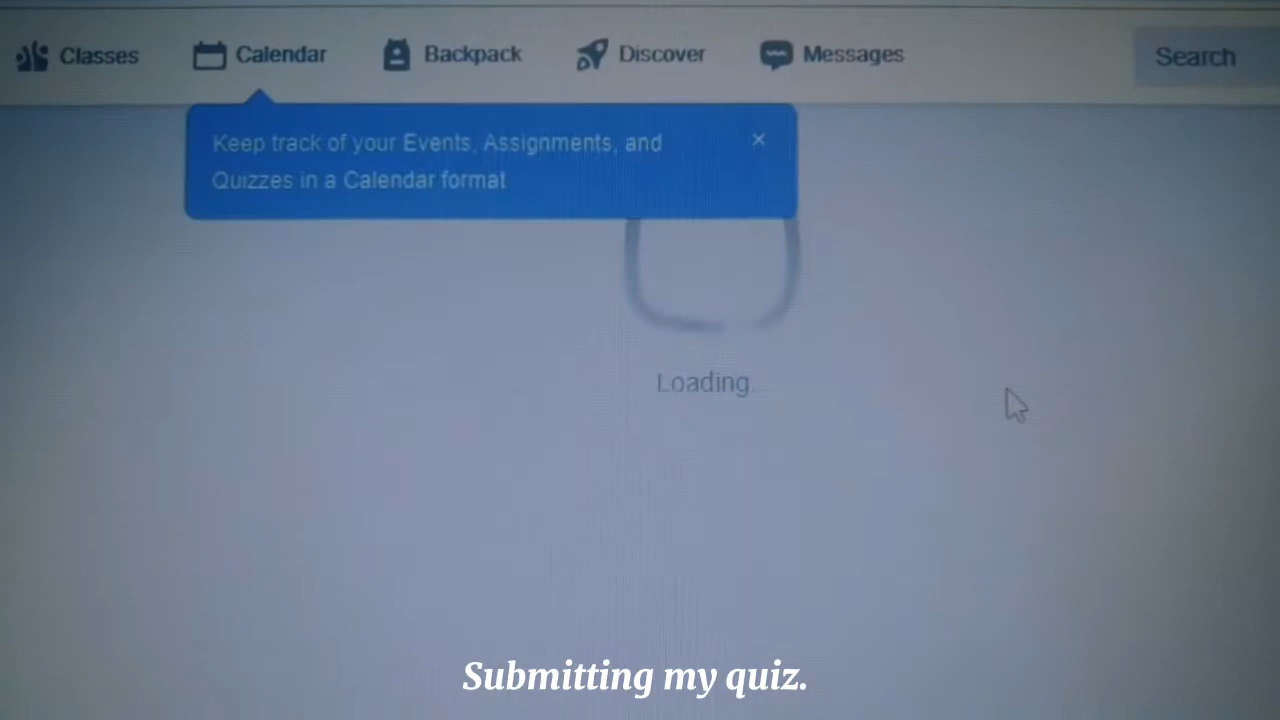 Classes
Calendar
Backpack
Discover
Messages
Search
Keep track of your Events, Assignments, and
Quizzes in a Calendar format
Loading...
Submitting my quiz.